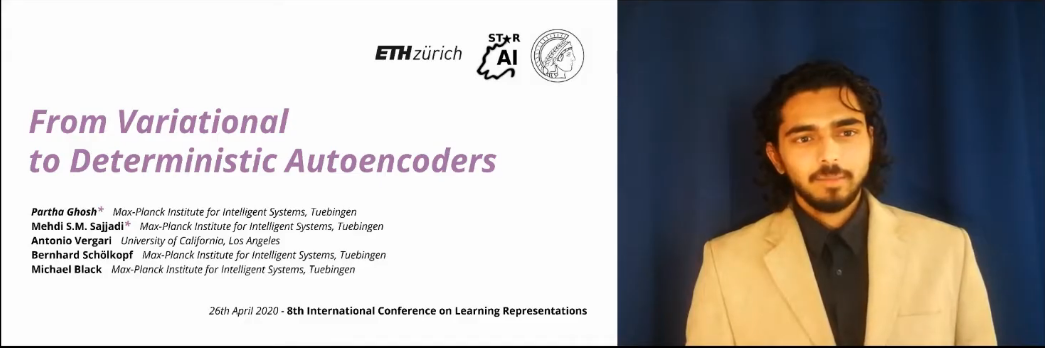 ETH zürich
ST★R
AI
From Variational
to Deterministic Autoencoders
Partha Ghosh* Max-Planck Institute for Intelligent Systems, Tuebingen
Mehdi S.M. Sajjadi* Max-Planck Institute for Intelligent Systems, Tuebingen
Antonio Vergari University of California, Los Angeles
Bernhard Schölkopf Max-Planck Institute for Intelligent Systems, Tuebingen
Michael Black Max-Planck Institute for Intelligent Systems, Tuebingen
26th April 2020 - 8th International Conference on Learning Representations